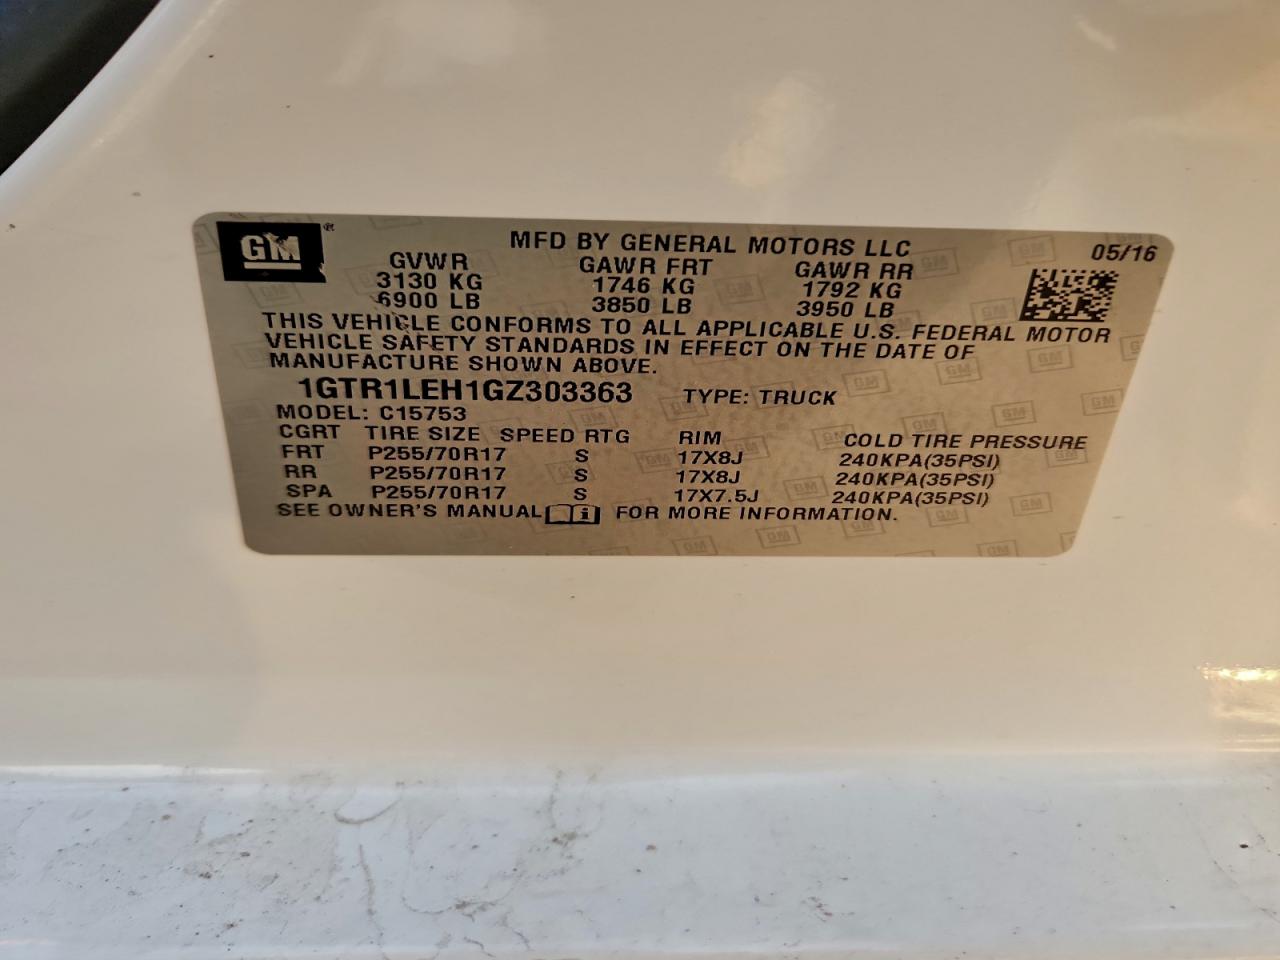 GM®
MFD BY GENERAL MOTORS LLC 05/16
GVWR GAWR FRT GAWR RR
3130 KG 1746 KG 1792 KG
6900 LB 3850 LB 3950 LB
THIS VEHICLE CONFORMS TO ALL APPLICABLE U.S. FEDERAL MOTOR
VEHICLE SAFETY STANDARDS IN EFFECT ON THE DATE OF
MANUFACTURE SHOWN ABOVE.
1GTR1LEH1GZ303363 TYPE: TRUCK
MODEL: C15753
CGRT TIRE SIZE SPEED RTG RIM COLD TIRE PRESSURE
FRT P255/70R17 S 17X8J 240KPA(35PSI)
RR P255/70R17 S 17X8J 240KPA(35PSI)
SPA P255/70R17 S 17X7.5J 240KPA(35PSI)
SEE OWNER'S MANUAL i FOR MORE INFORMATION.